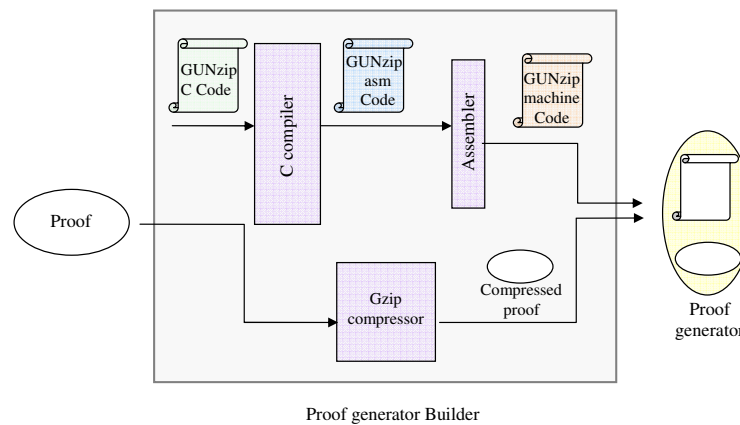 GUNzip
C Code
C compiler
GUNzip
asm
Code
Assembler
GUNzip
machine
Code
Proof
Gzip
compressor
Compressed
proof
Proof
generator
Proof generator Builder